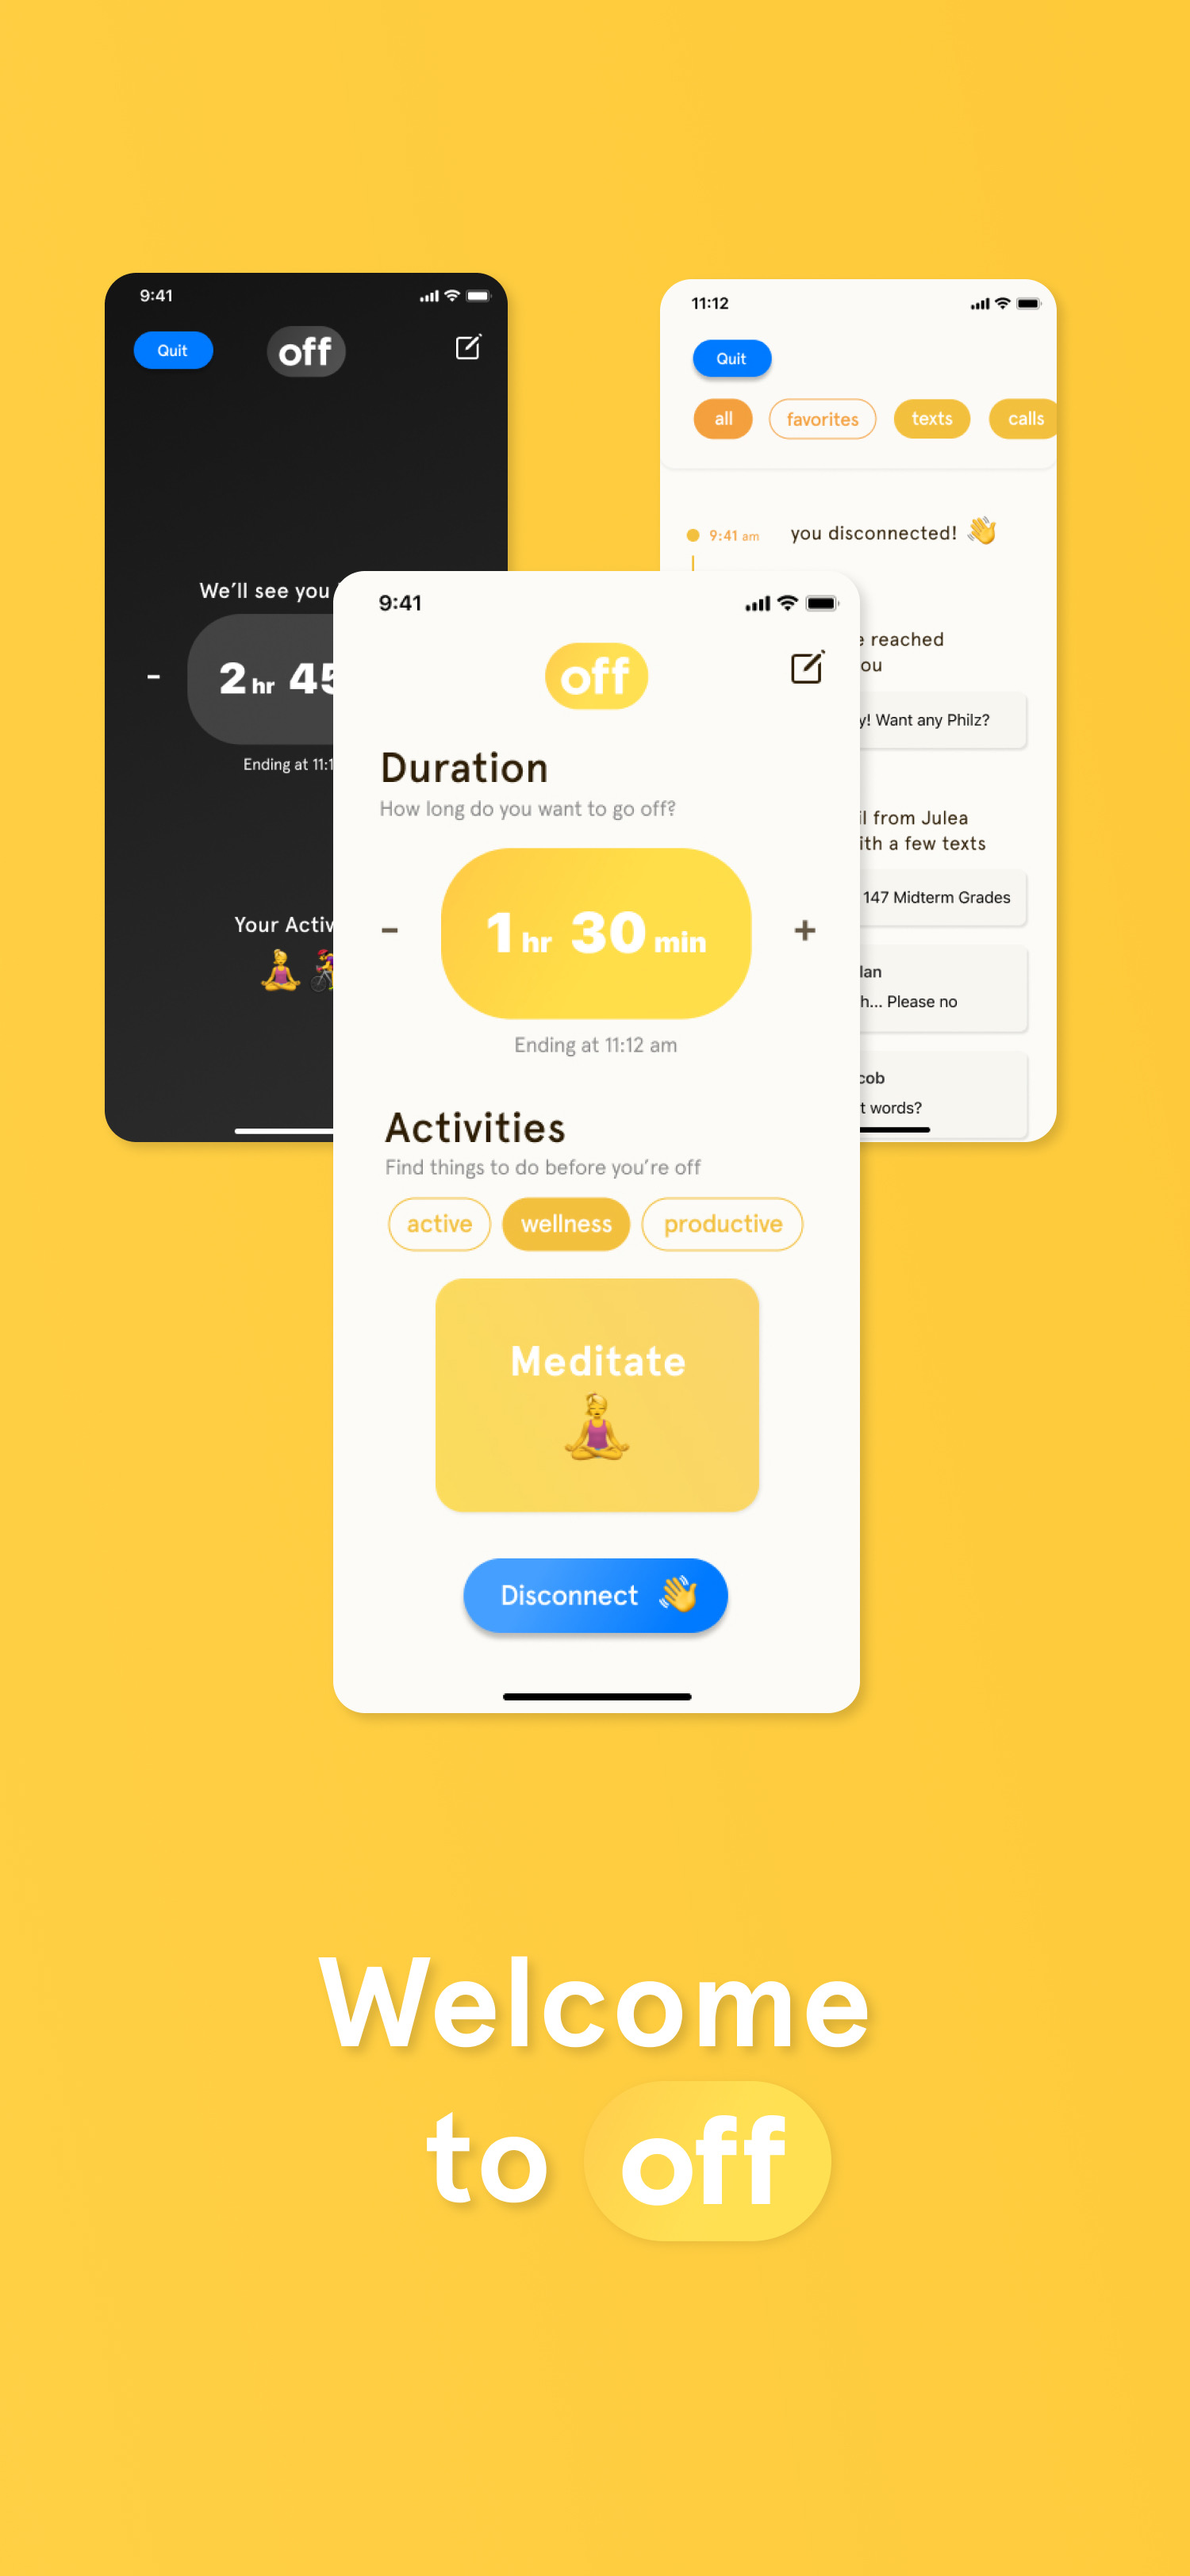 9:41
Quit
off
We'll see you
-
2 hr 45
Ending at 11:1
Your Activ
11:12
Quit
all favorites texts calls
9:41 am you disconnected! 👋
reached
ou
y! Want any Philz?
il from Julea
ith a few texts
147 Midterm Grades
lan
h... Please no
cob
t words?
9:41
off
Duration
How long do you want to go off?
- 1 hr 30 min +
Ending at 11:12 am
Activities
Find things to do before you're off
active wellness productive
Meditate
Disconnect 👋
Welcome
to off